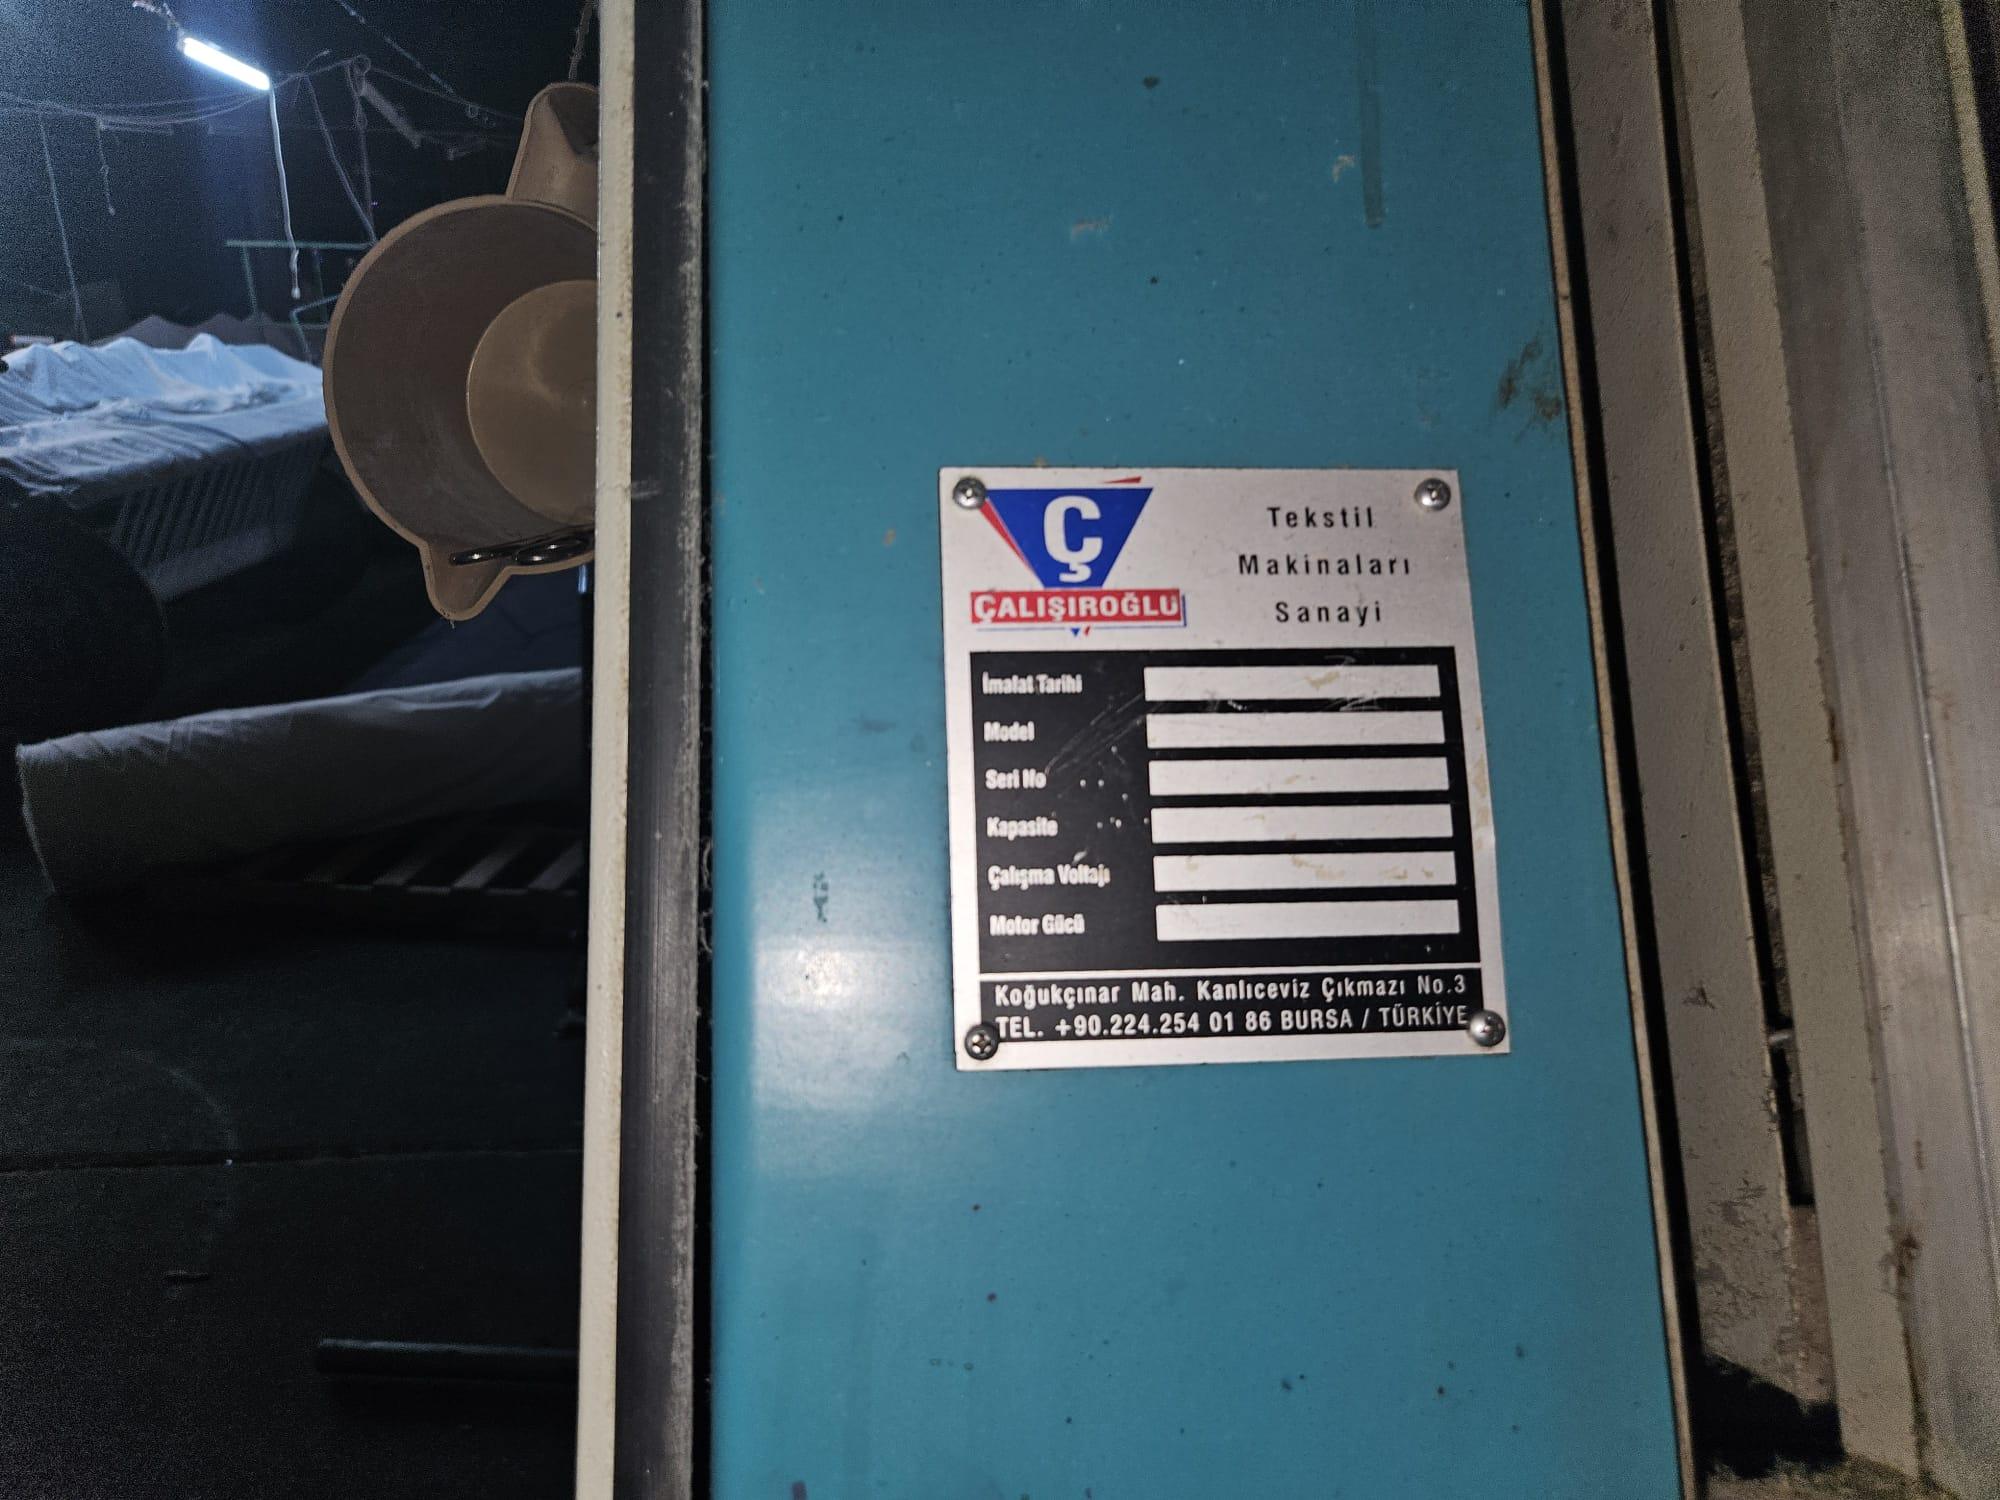 Ç
ÇALIŞIROĞLU
Tekstil
Makinaları
Sanayi
İmalat Tarihi
Model
Seri No
Kapasite
Çalışma Voltajı
Motor Gücü
Koğukçınar Mah. Kanlıceviz Çıkmazı No.3
TEL. +90.224.254 01 86 BURSA / TÜRKİYE